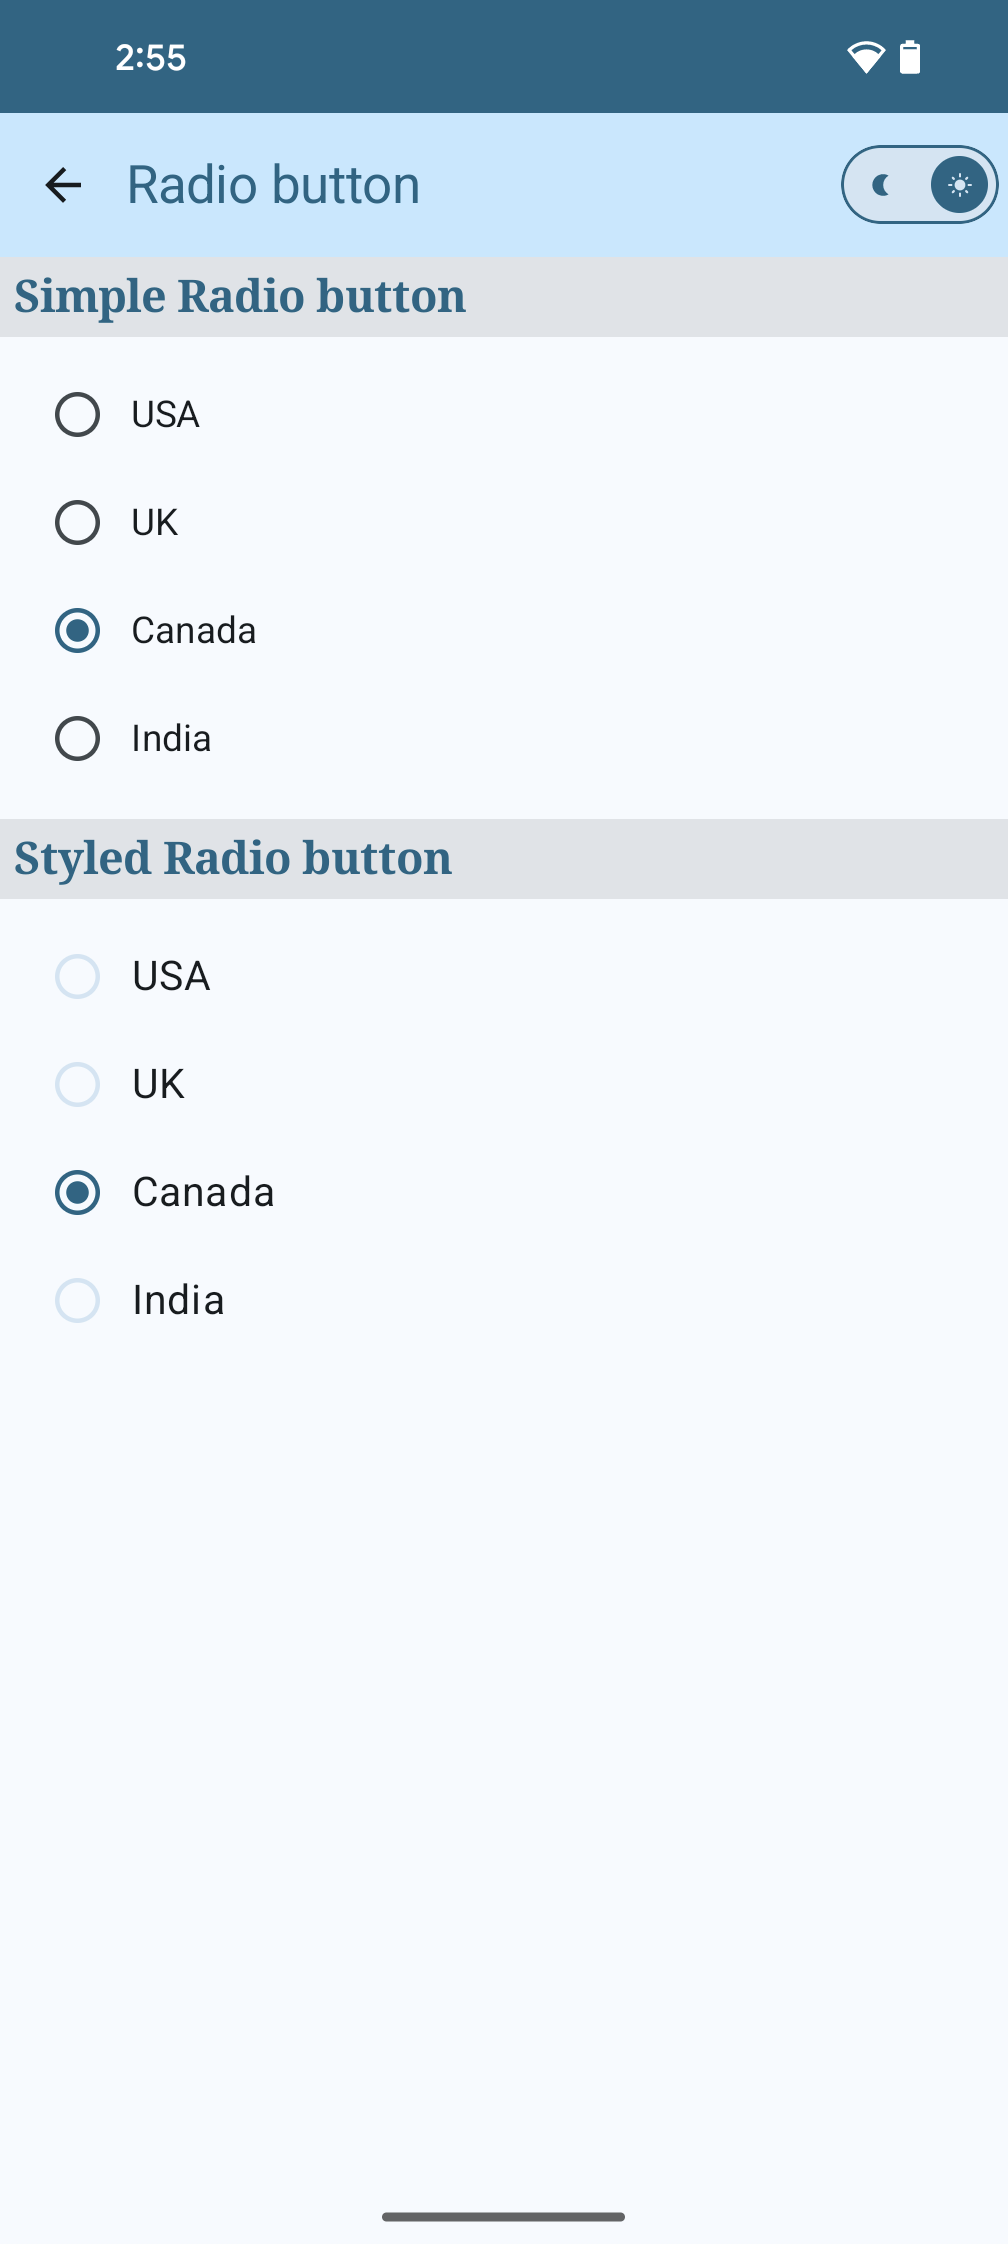 2:55
Radio button
Simple Radio button
USA
UK
Canada
India
Styled Radio button
USA
UK
Canada
India